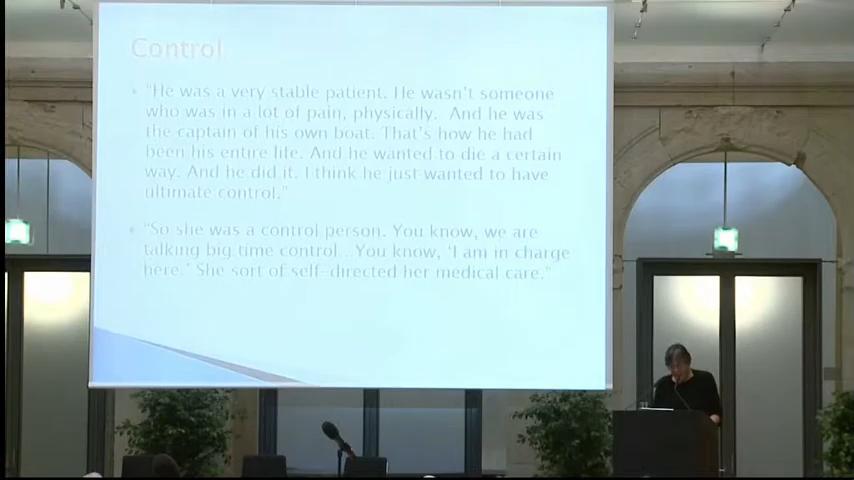 Control
"He was a very stable patient. He wasn't someone
who was in a lot of pain, physically. And he was
the captain of his own boat. That's how he had
been his entire life. And he wanted to die a certain
way. And he did it. I think he just wanted to have
ultimate control."
"So she was a control person. You know, we are
talking big time control...You know, 'I am in charge
here.' She sort of self-directed her medical care."